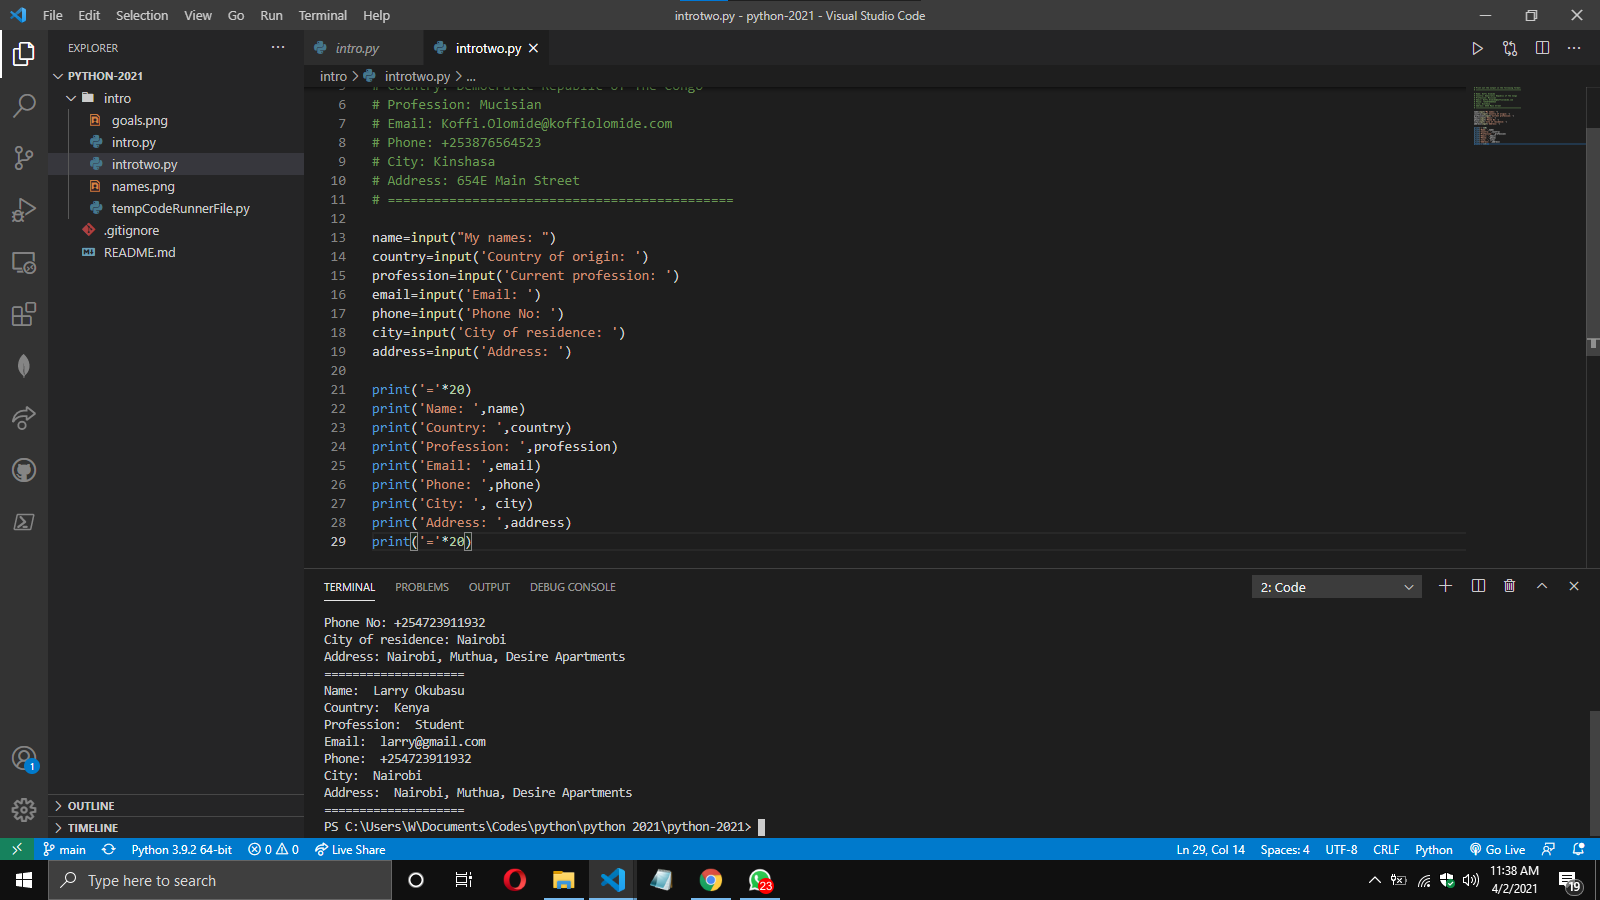 File Edit Selection View Go Run Terminal Help
introtwo.py - python-2021 - Visual Studio Code
EXPLORER
PYTHON-2021
intro
goals.png
intro.py
introtwo.py
names.png
tempCodeRunnerFile.py
.gitignore
README.md
OUTLINE
TIMELINE
1
intro.py
introtwo.py
intro > introtwo.py > ...
5 # Country: Democratic Republic of The Congo
6 # Profession: Mucisian
7 # Email: Koffi.Olomide@koffiolomide.com
8 # Phone: +253876564523
9 # City: Kinshasa
10 # Address: 654E Main Street
11 # =============================================
12
13 name=input("My names: ")
14 country=input('Country of origin: ')
15 profession=input('Current profession: ')
16 email=input('Email: ')
17 phone=input('Phone No: ')
18 city=input('City of residence: ')
19 address=input('Address: ')
20
21 print('='*20)
22 print('Name: ',name)
23 print('Country: ',country)
24 print('Profession: ',profession)
25 print('Email: ',email)
26 print('Phone: ',phone)
27 print('City: ', city)
28 print('Address: ',address)
29 print('='*20)
TERMINAL PROBLEMS OUTPUT DEBUG CONSOLE
2: Code
Phone No: +254723911932
City of residence: Nairobi
Address: Nairobi, Muthua, Desire Apartments
====================
Name:  Larry Okubasu
Country:  Kenya
Profession:  Student
Email:  larry@gmail.com
Phone:  +254723911932
City:  Nairobi
Address:  Nairobi, Muthua, Desire Apartments
====================
PS C:\Users\W\Documents\Codes\python\python 2021\python-2021>
main Python 3.9.2 64-bit 0 0 Live Share
Ln 29, Col 14 Spaces: 4 UTF-8 CRLF Python Go Live
Type here to search
23
11:38 AM
4/2/2021
19